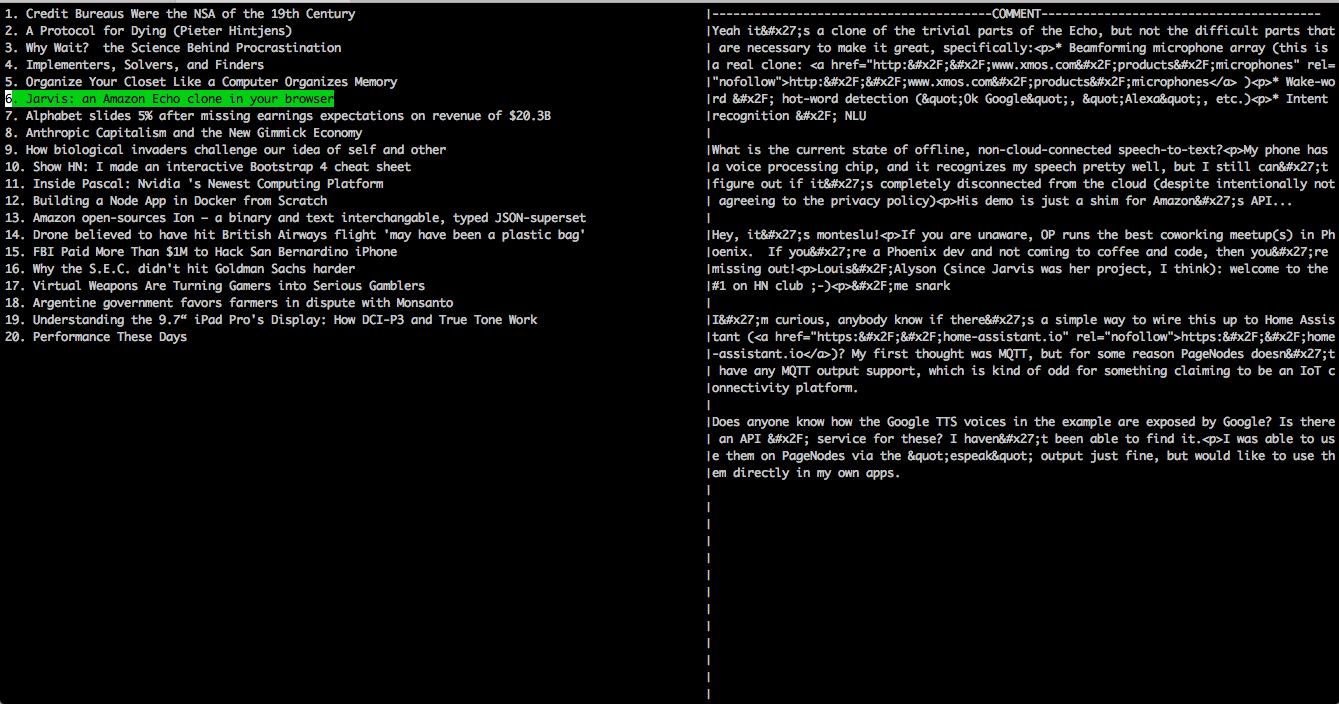 1. Credit Bureaus Were the NSA of the 19th Century
2. A Protocol for Dying (Pieter Hintjens)
3. Why Wait?  the Science Behind Procrastination
4. Implementers, Solvers, and Finders
5. Organize Your Closet Like a Computer Organizes Memory
6. Jarvis: an Amazon Echo clone in your browser
7. Alphabet slides 5% after missing earnings expectations on revenue of $20.3B
8. Anthropic Capitalism and the New Gimmick Economy
9. How biological invaders challenge our idea of self and other
10. Show HN: I made an interactive Bootstrap 4 cheat sheet
11. Inside Pascal: Nvidia 's Newest Computing Platform
12. Building a Node App in Docker from Scratch
13. Amazon open-sources Ion – a binary and text interchangable, typed JSON-superset
14. Drone believed to have hit British Airways flight 'may have been a plastic bag'
15. FBI Paid More Than $1M to Hack San Bernardino iPhone
16. Why the S.E.C. didn't hit Goldman Sachs harder
17. Virtual Weapons Are Turning Gamers into Serious Gamblers
18. Argentine government favors farmers in dispute with Monsanto
19. Understanding the 9.7“ iPad Pro's Display: How DCI-P3 and True Tone Work
20. Performance These Days
|----------------------------------------COMMENT----------------------------------------
|Yeah it&#x27;s a clone of the trivial parts of the Echo, but not the difficult parts that
| are necessary to make it great, specifically:<p>* Beamforming microphone array (this is
|a real clone: <a href="http:&#x2F;&#x2F;www.xmos.com&#x2F;products&#x2F;microphones" rel=
|"nofollow">http:&#x2F;&#x2F;www.xmos.com&#x2F;products&#x2F;microphones</a> )<p>* Wake-wo
|rd &#x2F; hot-word detection (&quot;Ok Google&quot;, &quot;Alexa&quot;, etc.)<p>* Intent
|recognition &#x2F; NLU
|
|What is the current state of offline, non-cloud-connected speech-to-text?<p>My phone has
| a voice processing chip, and it recognizes my speech pretty well, but I still can&#x27;t
|figure out if it&#x27;s completely disconnected from the cloud (despite intentionally not
| agreeing to the privacy policy)<p>His demo is just a shim for Amazon&#x27;s API...
|
|Hey, it&#x27;s monteslu!<p>If you are unaware, OP runs the best coworking meetup(s) in Ph
|oenix.  If you&#x27;re a Phoenix dev and not coming to coffee and code, then you&#x27;re
|missing out!<p>Louis&#x2F;Alyson (since Jarvis was her project, I think): welcome to the
|#1 on HN club ;-)<p>&#x2F;me snark
|
|I&#x27;m curious, anybody know if there&#x27;s a simple way to wire this up to Home Assis
|tant (<a href="https:&#x2F;&#x2F;home-assistant.io" rel="nofollow">https:&#x2F;&#x2F;home
|-assistant.io</a>)? My first thought was MQTT, but for some reason PageNodes doesn&#x27;t
| have any MQTT output support, which is kind of odd for something claiming to be an IoT c
|onnectivity platform.
|
|Does anyone know how the Google TTS voices in the example are exposed by Google? Is there
| an API &#x2F; service for these? I haven&#x27;t been able to find it.<p>I was able to us
|e them on PageNodes via the &quot;espeak&quot; output just fine, but would like to use th
|em directly in my own apps.